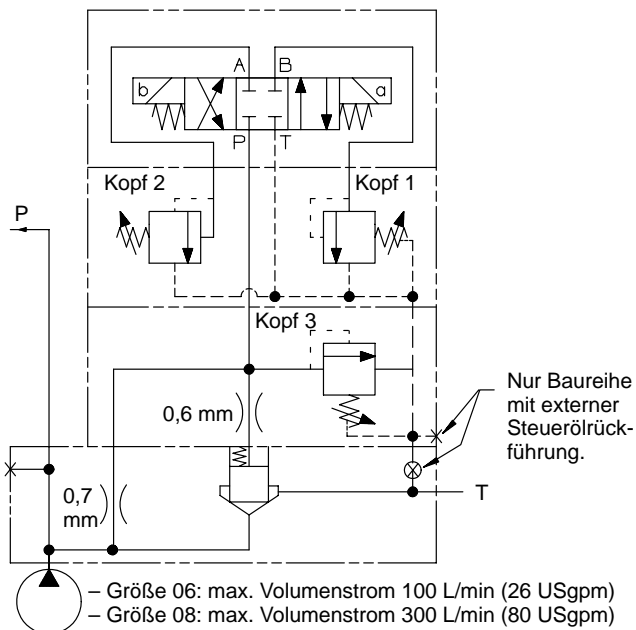 A B
b a
P T
Kopf 2 Kopf 1
P
Kopf 3
0,6 mm
Nur Baureihe
mit externer
Steuerölrück-
führung.
0,7
mm
T
– Größe 06: max. Volumenstrom 100 L/min (26 USgpm)
– Größe 08: max. Volumenstrom 300 L/min (80 USgpm)